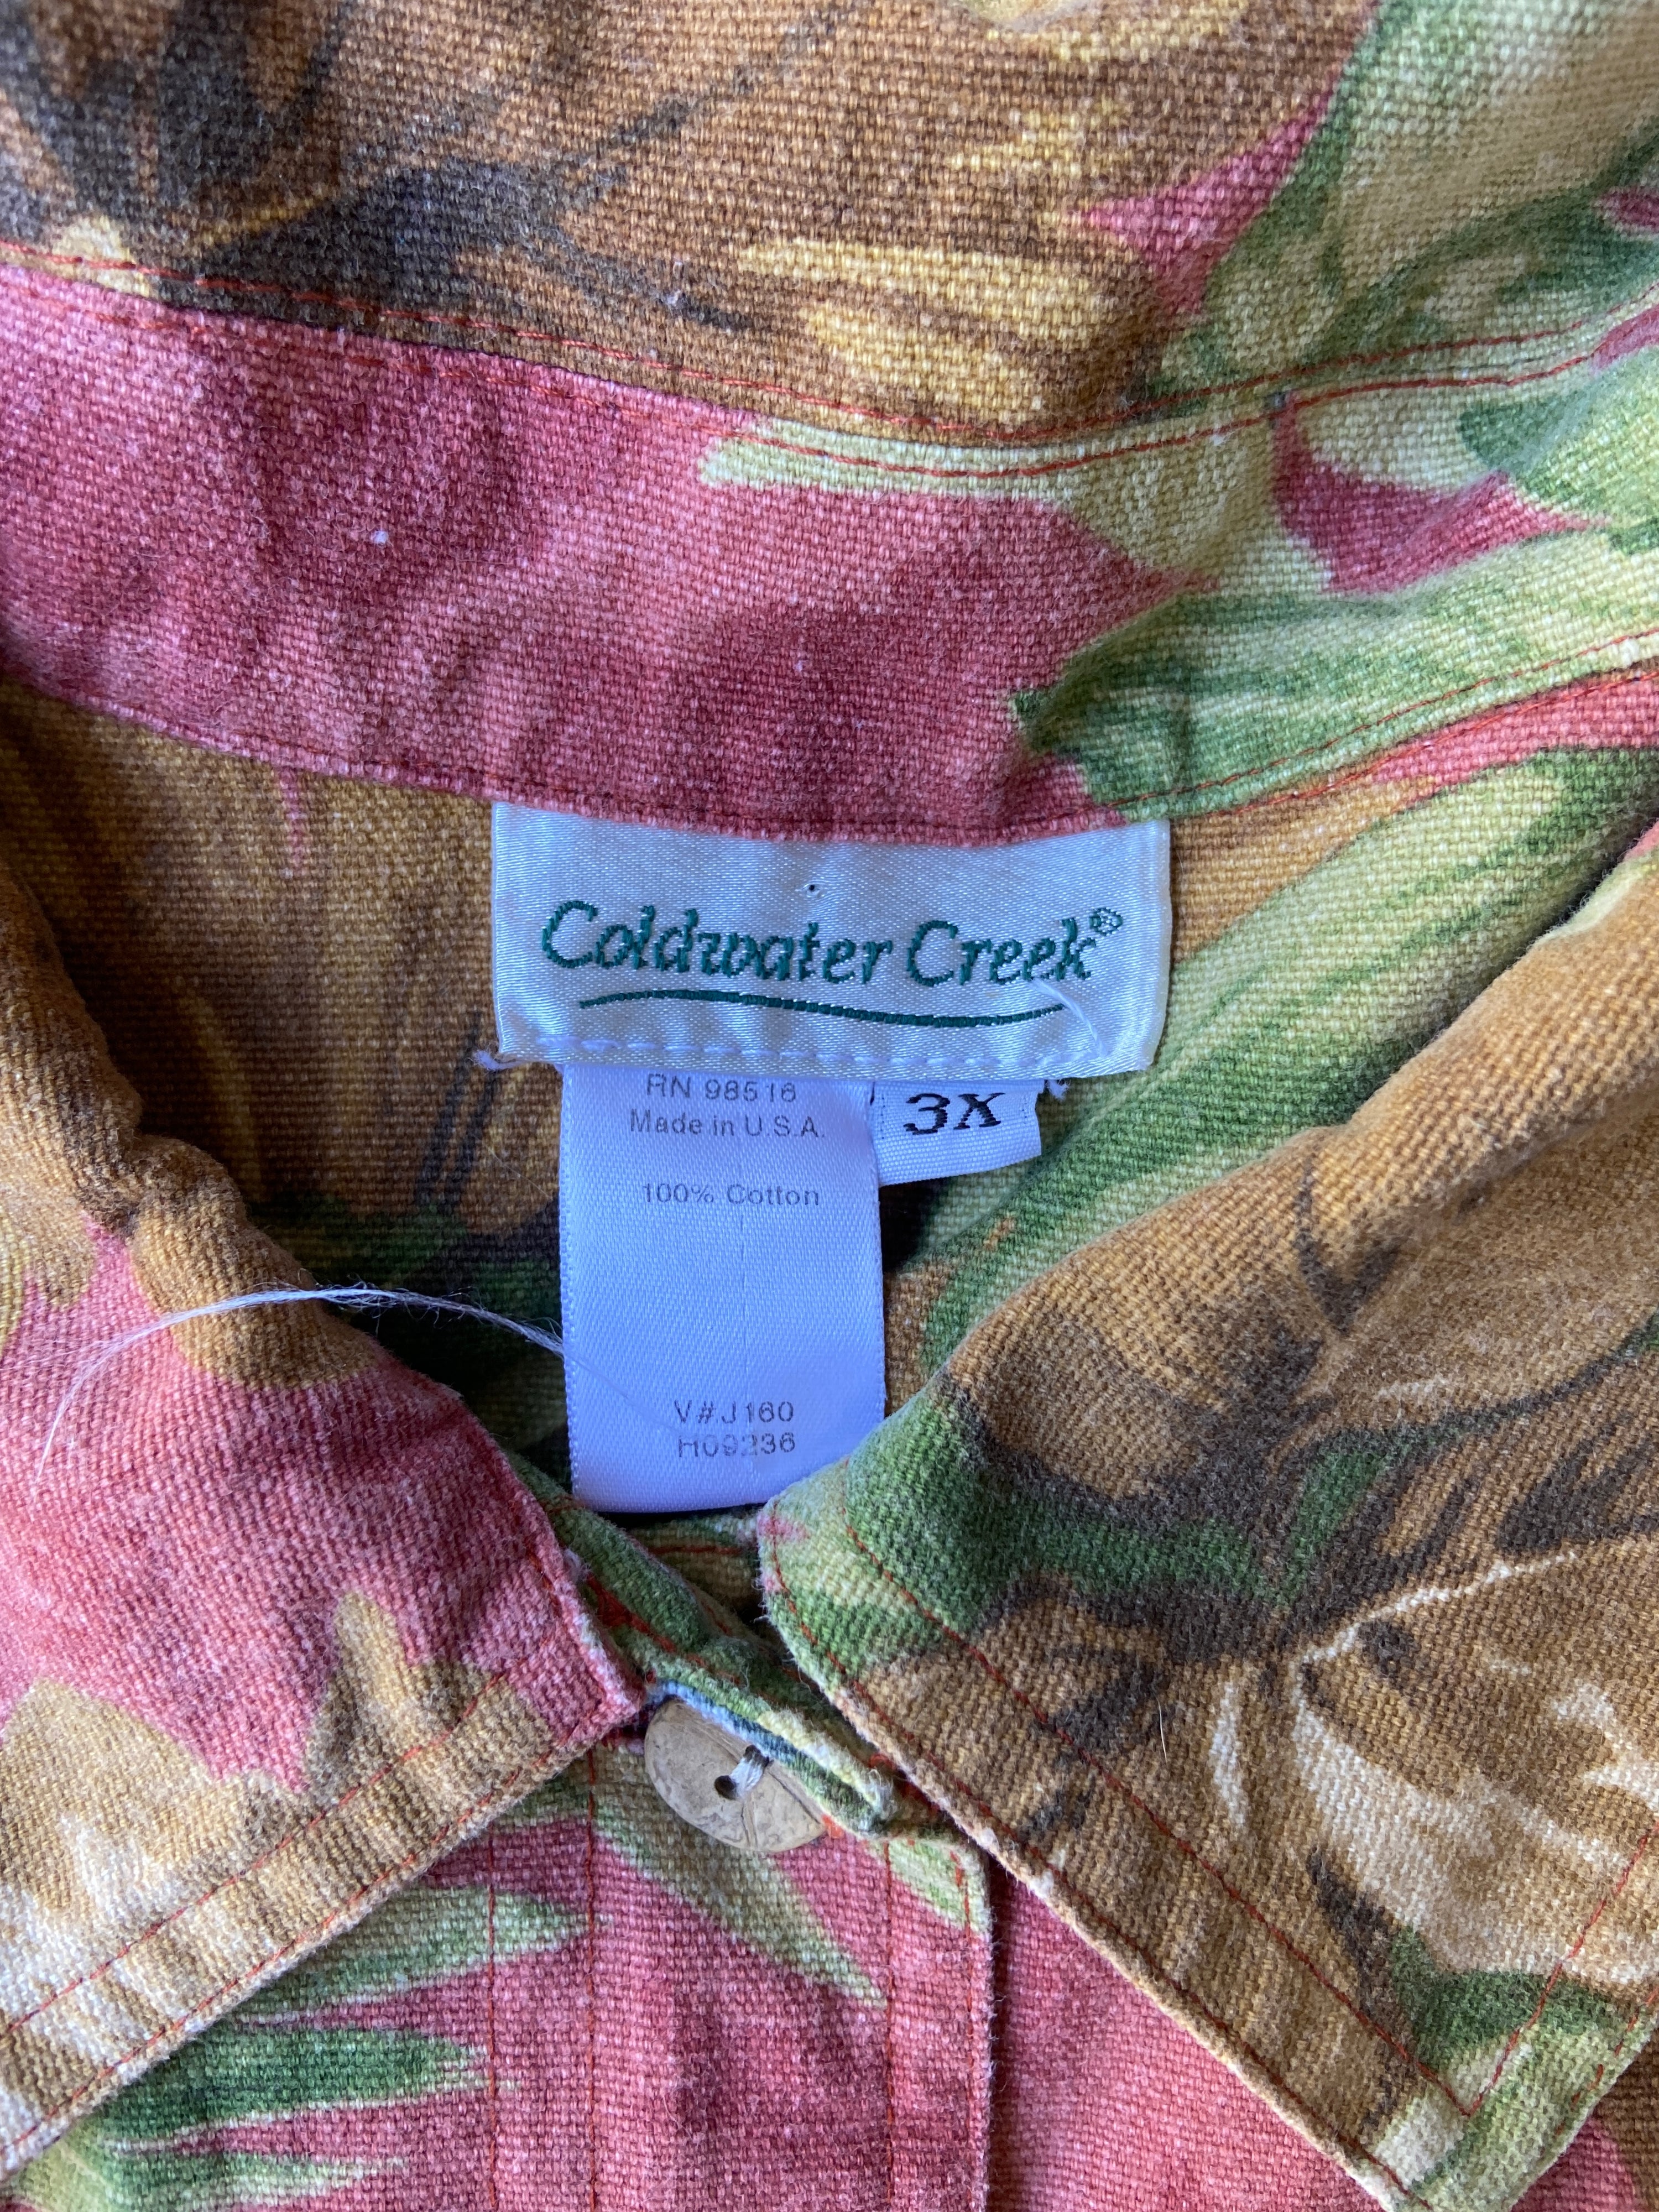 Coldwater Creek®
RN 98516
Made in U.S.A.
3X
100% Cotton
V#J160
H09236